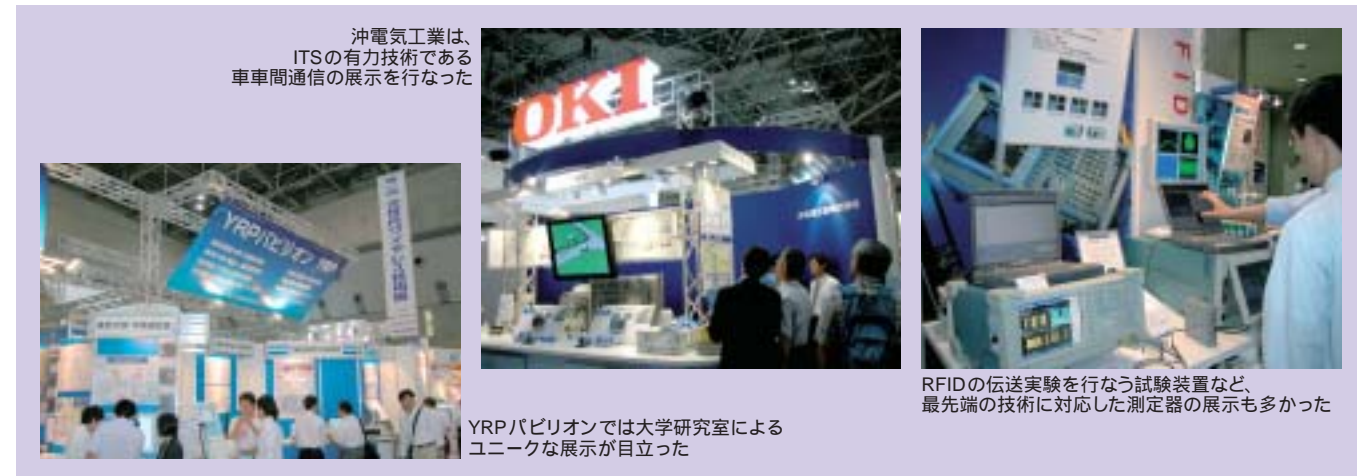 沖電気工業は、
ITSの有力技術である
車車間通信の展示を行なった
OKI
YRPパビリオン
RFIDの伝送実験を行なう試験装置など、
最先端の技術に対応した測定器の展示も多かった
YRPパビリオンでは大学研究室による
ユニークな展示が目立った